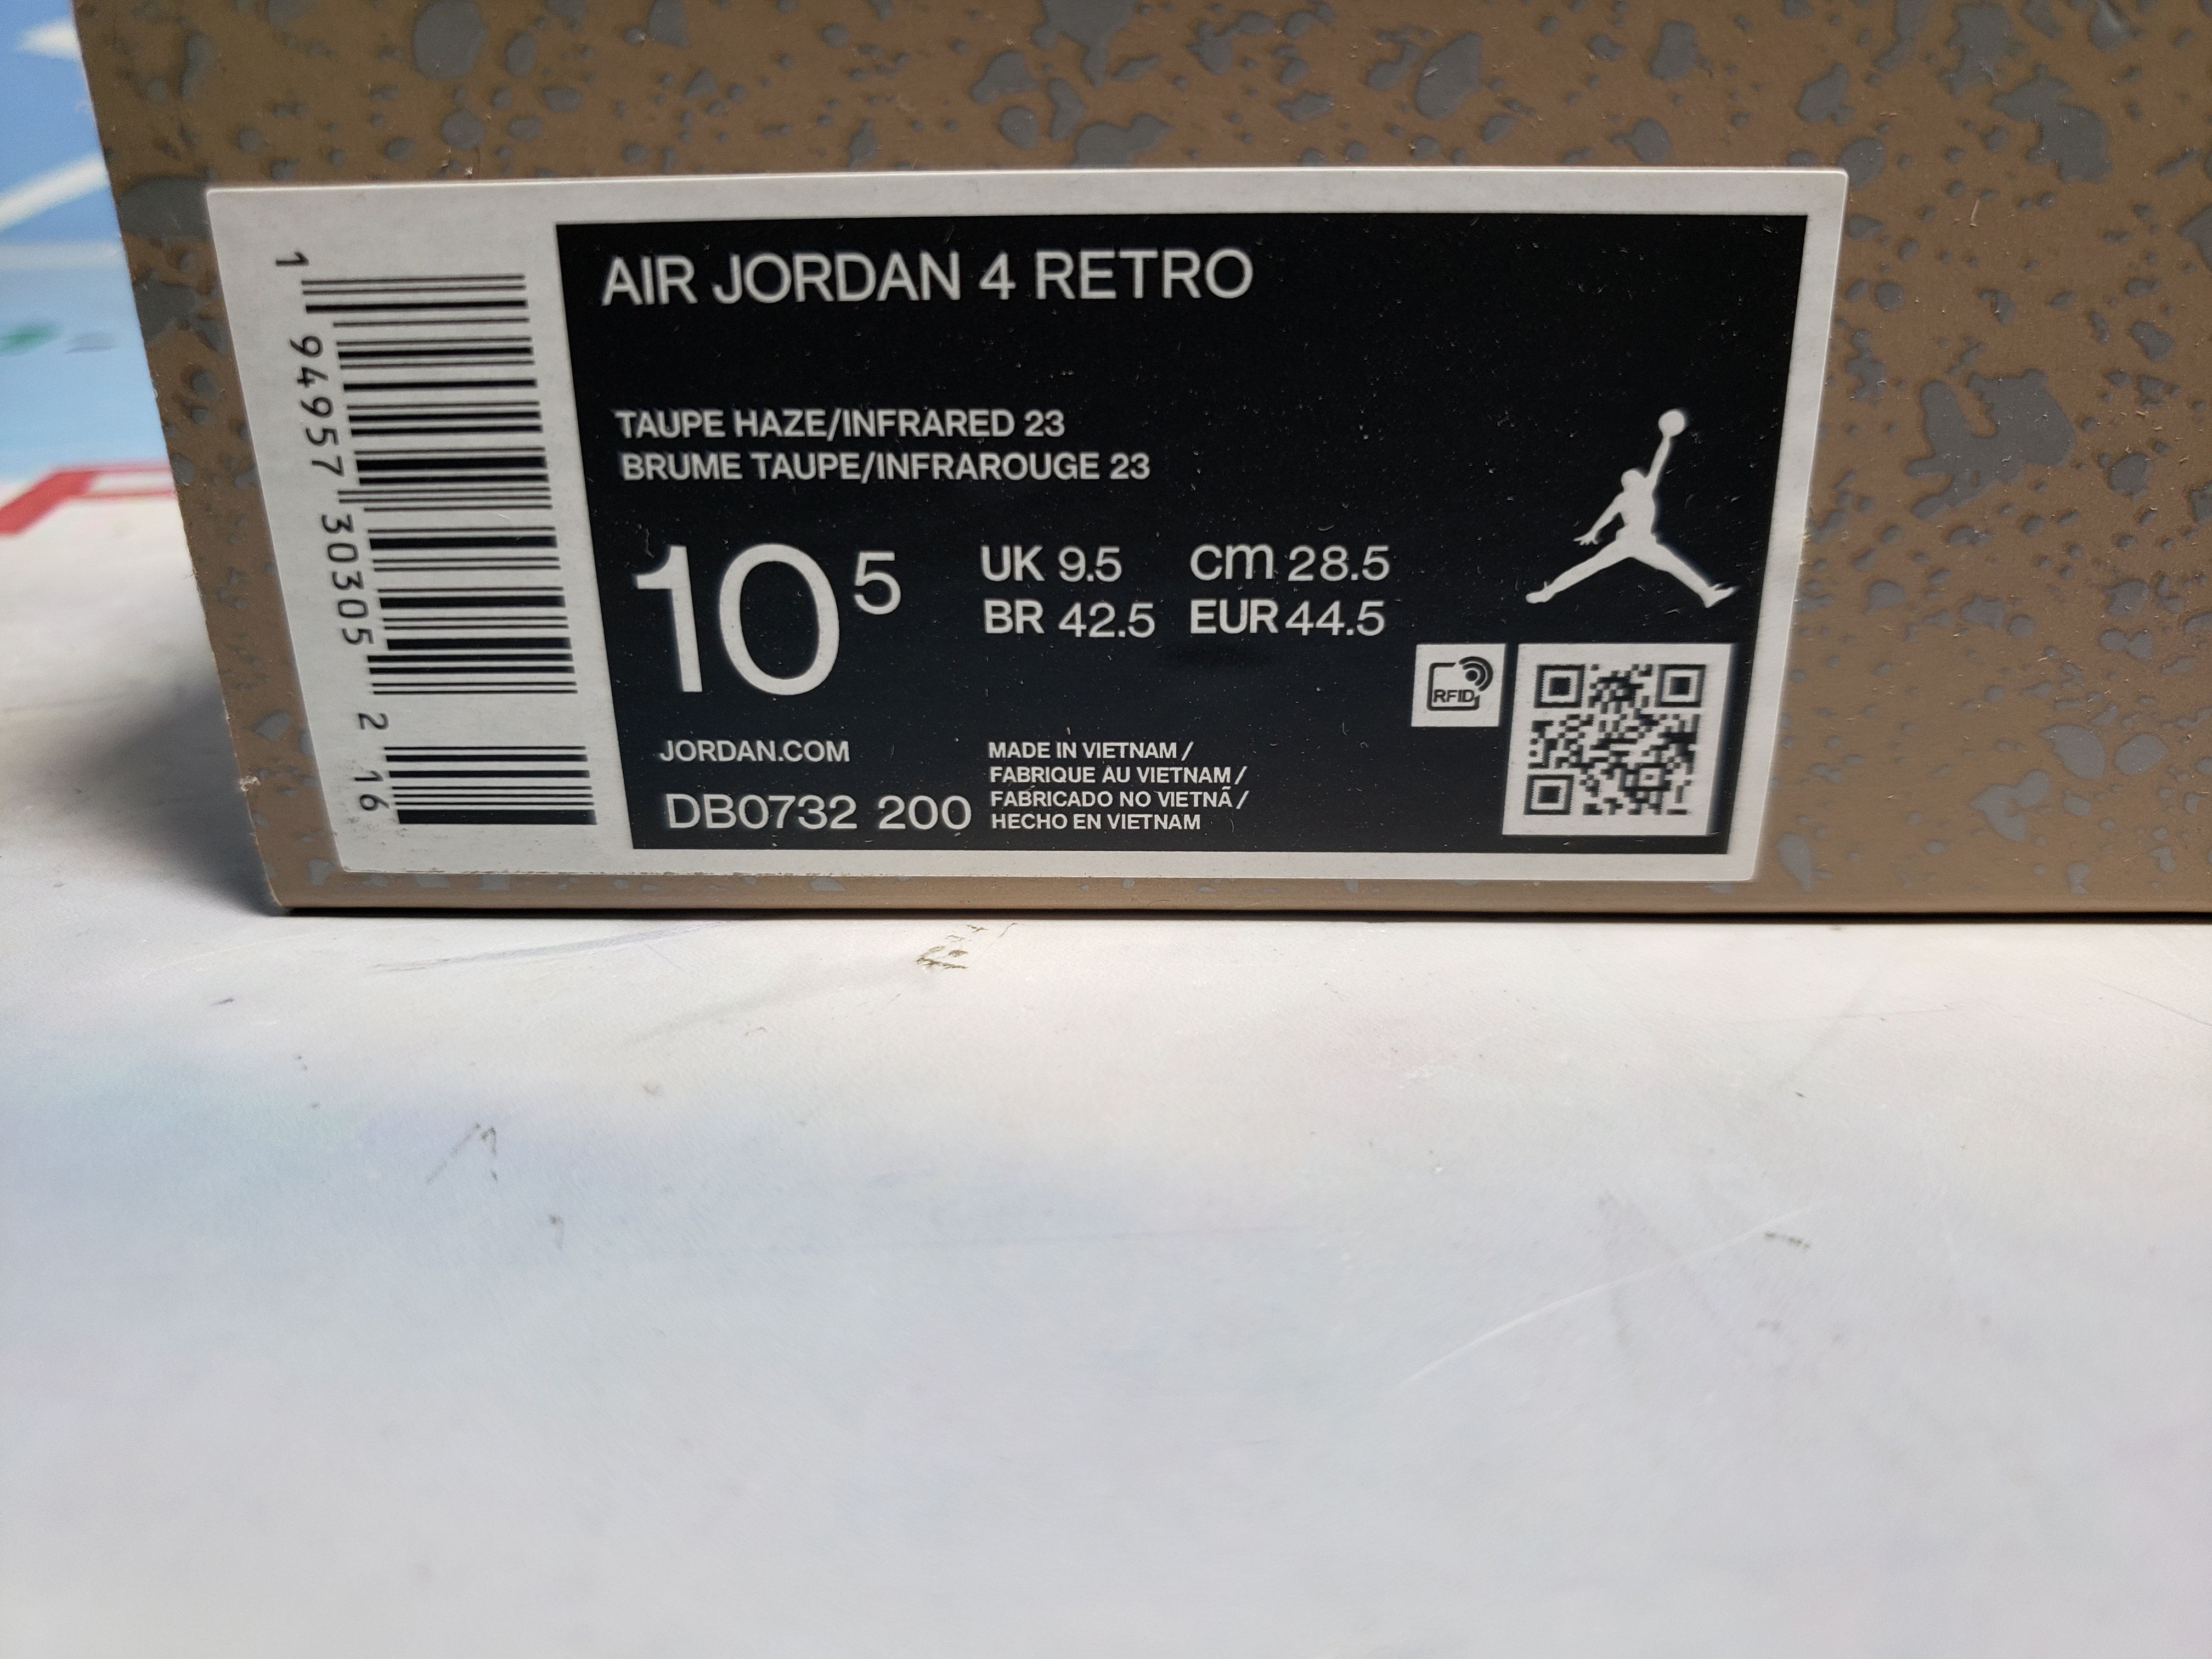 AIR JORDAN 4 RETRO
TAUPE HAZE/INFRARED 23
BRUME TAUPE/INFRAROUGE 23
10 5
UK 9.5 cm 28.5
BR 42.5 EUR 44.5
RFID
JORDAN.COM
DB0732 200
MADE IN VIETNAM /
FABRIQUE AU VIETNAM /
FABRICADO NO VIETNÃ /
HECHO EN VIETNAM
1 94957 30305 2 16